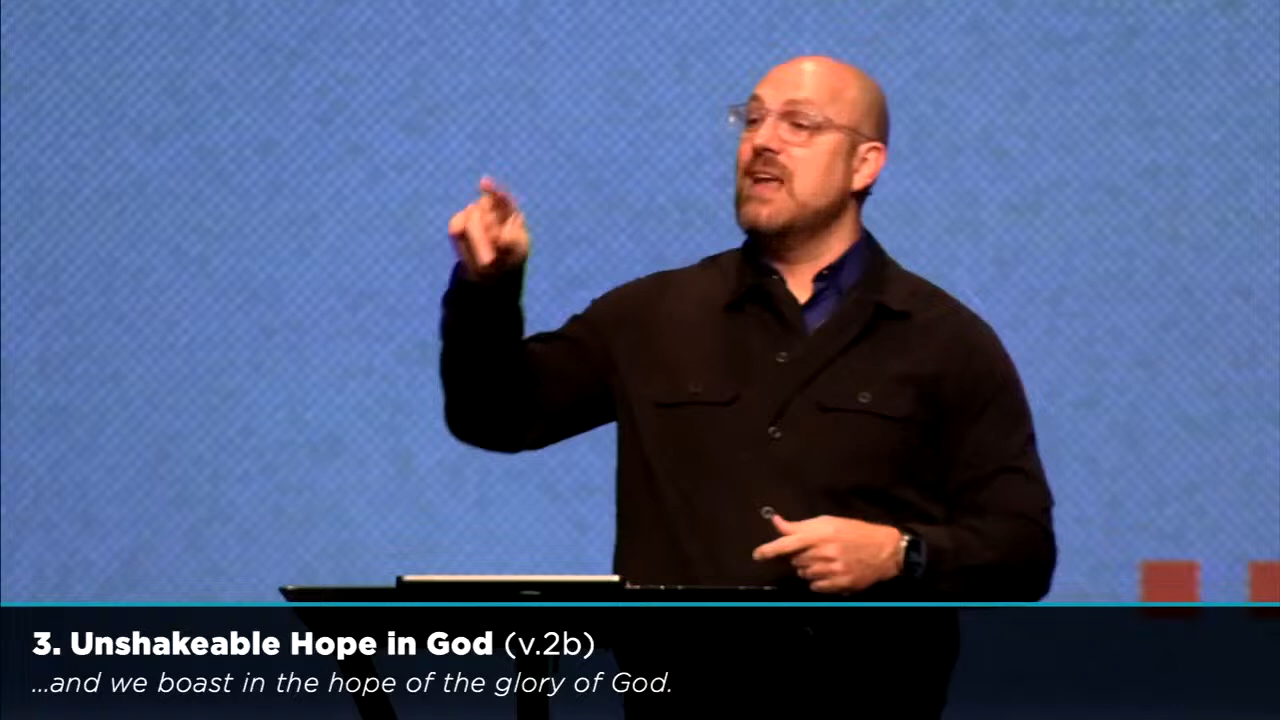 3. Unshakeable Hope in God (v.2b)
...and we boast in the hope of the glory of God.